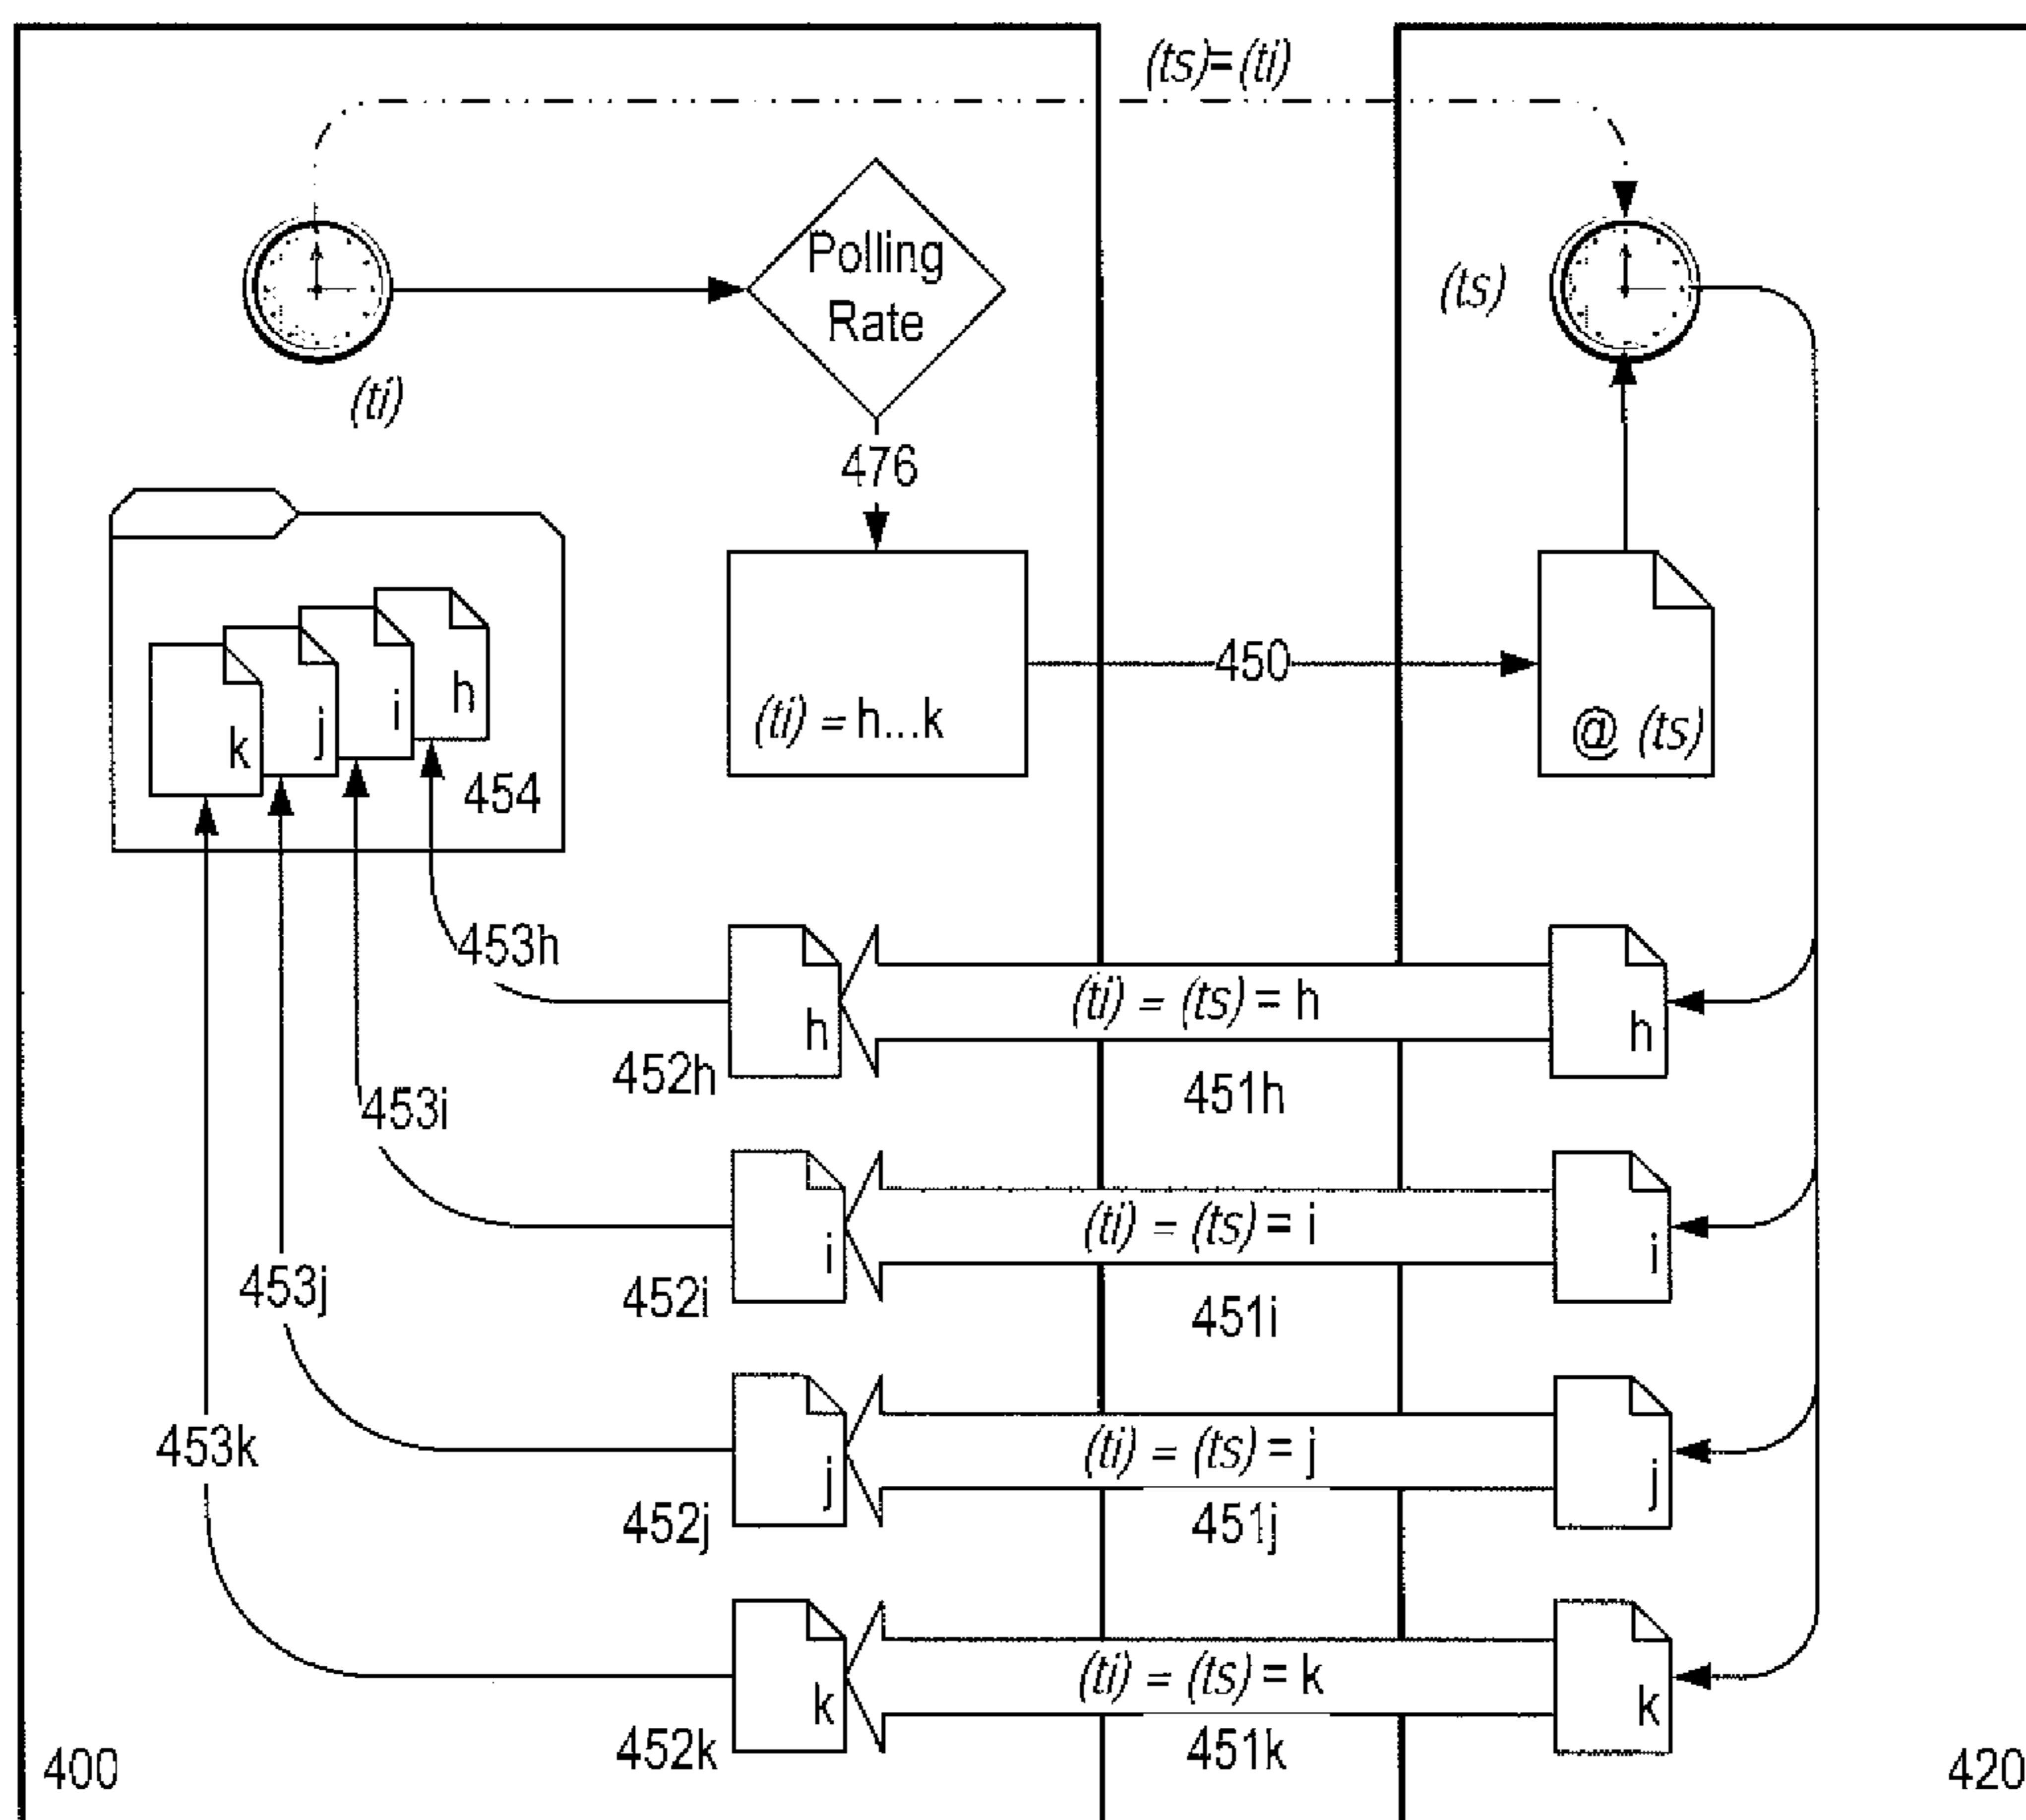 (ts)=(ti)
Polling
Rate
(ts)
(ti)
476
h
i
j
k
454
(ti) = h...k
450
@ (ts)
453h
h
(ti) = (ts) = h
h
452h
451h
453i
i
(ti) = (ts) = i
i
452i
451i
453j
j
(ti) = (ts) = j
j
452j
451j
453k
k
(ti) = (ts) = k
k
452k
451k
400
420